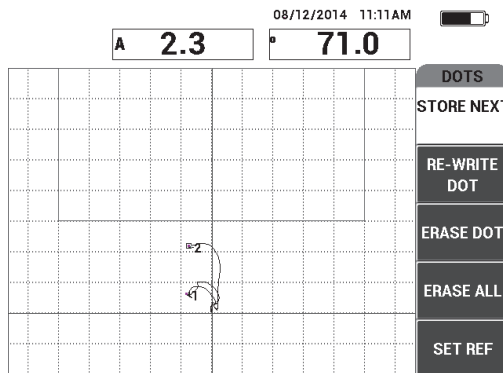 08/12/2014 11:11AM
A 2.3 ° 71.0
DOTS
STORE NEXT
RE-WRITE
DOT
ERASE DOT
2
ERASE ALL
1
SET REF